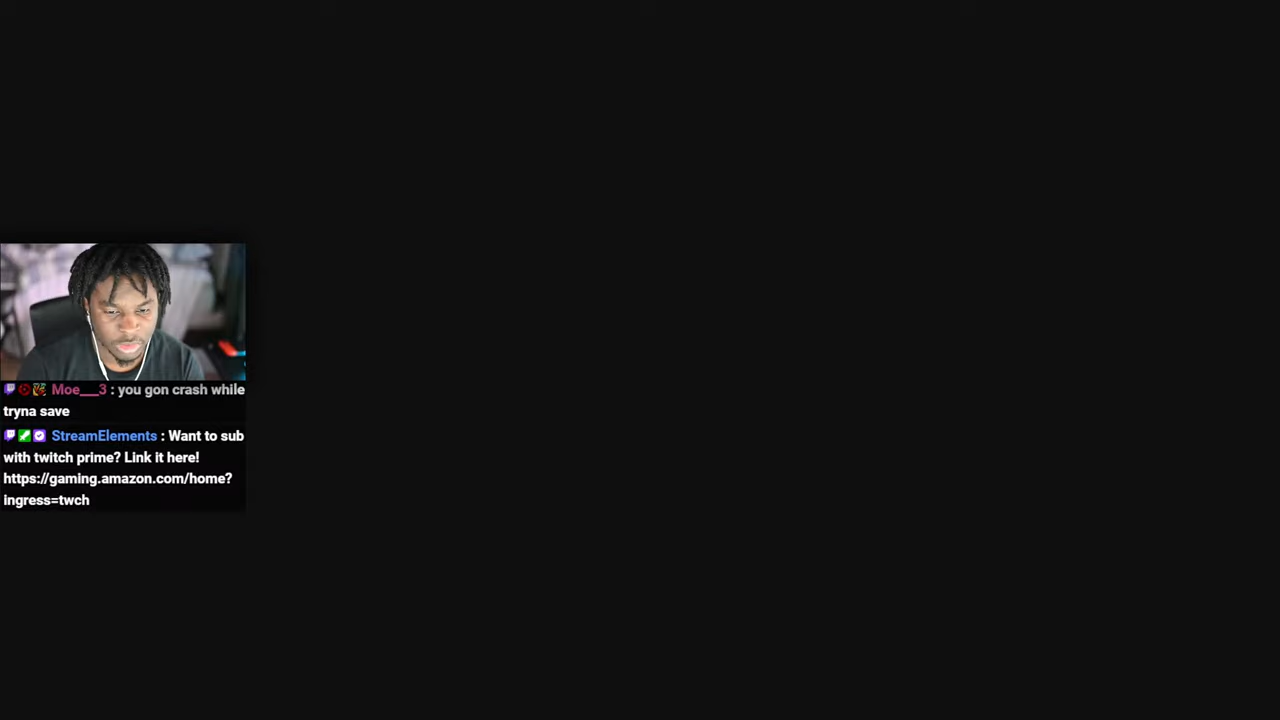 Moe___3 : you gon crash while
tryna save
StreamElements : Want to sub
with twitch prime? Link it here!
https://gaming.amazon.com/home?
ingress=twch